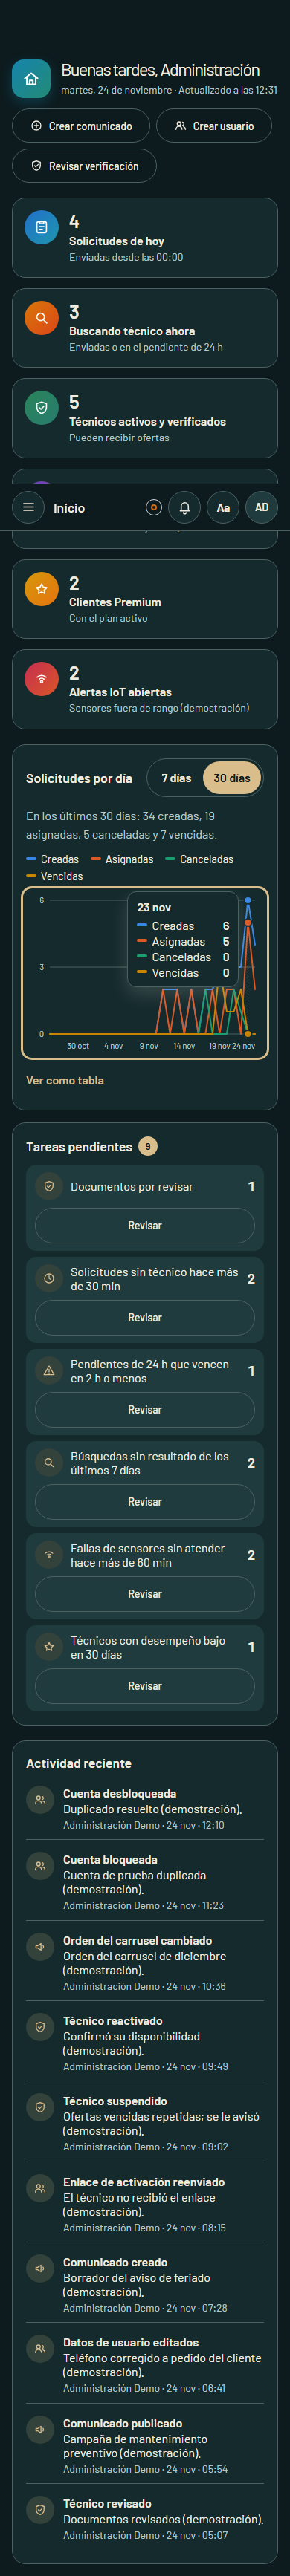 Buenas tardes, Administración
martes, 24 de noviembre · Actualizado a las 12:31
Crear comunicado
Crear usuario
Revisar verificación
4
Solicitudes de hoy
Enviadas desde las 00:00
3
Buscando técnico ahora
Enviadas o en el pendiente de 24 h
5
Técnicos activos y verificados
Pueden recibir ofertas
Inicio
Aa
AD
2
Clientes Premium
Con el plan activo
2
Alertas IoT abiertas
Sensores fuera de rango (demostración)
Solicitudes por día
7 días
30 días
En los últimos 30 días: 34 creadas, 19
asignadas, 5 canceladas y 7 vencidas.
Creadas
Asignadas
Canceladas
Vencidas
6
3
0
23 nov
Creadas 6
Asignadas 5
Canceladas 0
Vencidas 0
30 oct
4 nov
9 nov
14 nov
19 nov
24 nov
Ver como tabla
Tareas pendientes 9
Documentos por revisar 1
Revisar
Solicitudes sin técnico hace más
de 30 min
2
Revisar
Pendientes de 24 h que vencen
en 2 h o menos
1
Revisar
Búsquedas sin resultado de los
últimos 7 días
2
Revisar
Fallas de sensores sin atender
hace más de 60 min
2
Revisar
Técnicos con desempeño bajo
en 30 días
1
Revisar
Actividad reciente
Cuenta desbloqueada
Duplicado resuelto (demostración).
Administración Demo · 24 nov · 12:10
Cuenta bloqueada
Cuenta de prueba duplicada
(demostración).
Administración Demo · 24 nov · 11:23
Orden del carrusel cambiado
Orden del carrusel de diciembre
(demostración).
Administración Demo · 24 nov · 10:36
Técnico reactivado
Confirmó su disponibilidad
(demostración).
Administración Demo · 24 nov · 09:49
Técnico suspendido
Ofertas vencidas repetidas; se le avisó
(demostración).
Administración Demo · 24 nov · 09:02
Enlace de activación reenviado
El técnico no recibió el enlace
(demostración).
Administración Demo · 24 nov · 08:15
Comunicado creado
Borrador del aviso de feriado
(demostración).
Administración Demo · 24 nov · 07:28
Datos de usuario editados
Teléfono corregido a pedido del cliente
(demostración).
Administración Demo · 24 nov · 06:41
Comunicado publicado
Campaña de mantenimiento
preventivo (demostración).
Administración Demo · 24 nov · 05:54
Técnico revisado
Documentos revisados (demostración).
Administración Demo · 24 nov · 05:07